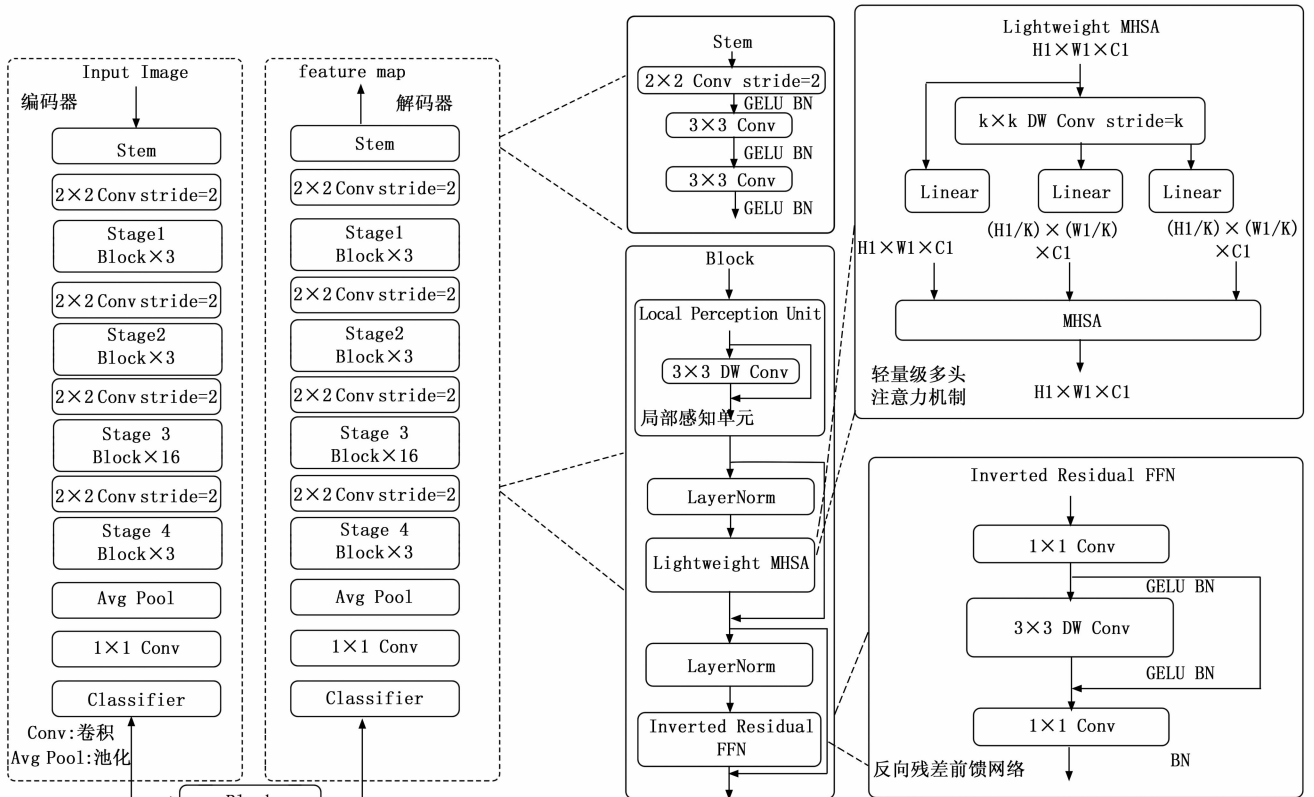 Input Image
编码器
Stem
2×2 Conv stride=2
Stage1
Block×3
2×2 Conv stride=2
Stage2
Block×3
2×2 Conv stride=2
Stage 3
Block×16
2×2 Conv stride=2
Stage 4
Block×3
Avg Pool
1×1 Conv
Classifier
Conv:卷积
Avg Pool:池化
feature map
解码器
Stem
2×2 Conv stride=2
Stage1
Block×3
2×2 Conv stride=2
Stage2
Block×3
2×2 Conv stride=2
Stage 3
Block×16
2×2 Conv stride=2
Stage 4
Block×3
Avg Pool
1×1 Conv
Classifier
Stem
2×2 Conv stride=2
GELU BN
3×3 Conv
GELU BN
3×3 Conv
GELU BN
Block
Local Perception Unit
3×3 DW Conv
局部感知单元
LayerNorm
Lightweight MHSA
LayerNorm
Inverted Residual
FFN
Lightweight MHSA
H1×W1×C1
k×k DW Conv stride=k
Linear
Linear
Linear
H1×W1×C1
(H1/K)×(W1/K)
×C1
(H1/K)×(W1/K)
×C1
MHSA
轻量级多头
注意力机制
H1×W1×C1
Inverted Residual FFN
1×1 Conv
GELU BN
3×3 DW Conv
GELU BN
1×1 Conv
BN
反向残差前馈网络